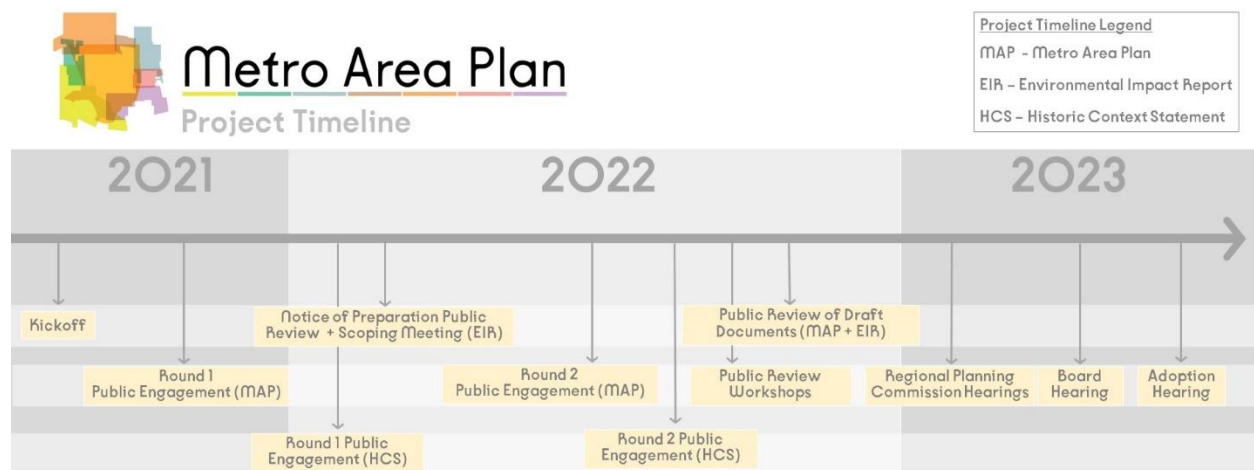 Metro Area Plan
Project Timeline
Project Timeline Legend
MAP - Metro Area Plan
EIR – Environmental Impact Report
HCS – Historic Context Statement
2021
2022
2023
Kickoff
Notice of Preparation Public
Review + Scoping Meeting (EIR)
Public Review of Draft
Documents (MAP + EIR)
Round 1
Public Engagement (MAP)
Round 2
Public Engagement (MAP)
Public Review
Workshops
Regional Planning
Commission Hearings
Board
Hearing
Adoption
Hearing
Round 1 Public
Engagement (HCS)
Round 2 Public
Engagement (HCS)